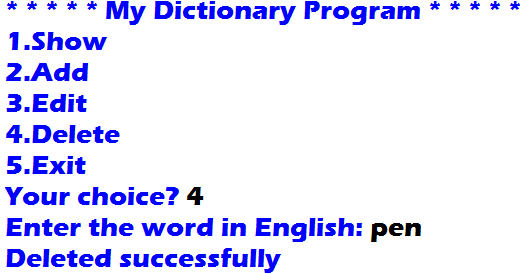 * * * * * My Dictionary Program * * * * *
1.Show
2.Add
3.Edit
4.Delete
5.Exit
Your choice? 4
Enter the word in English: pen
Deleted successfully